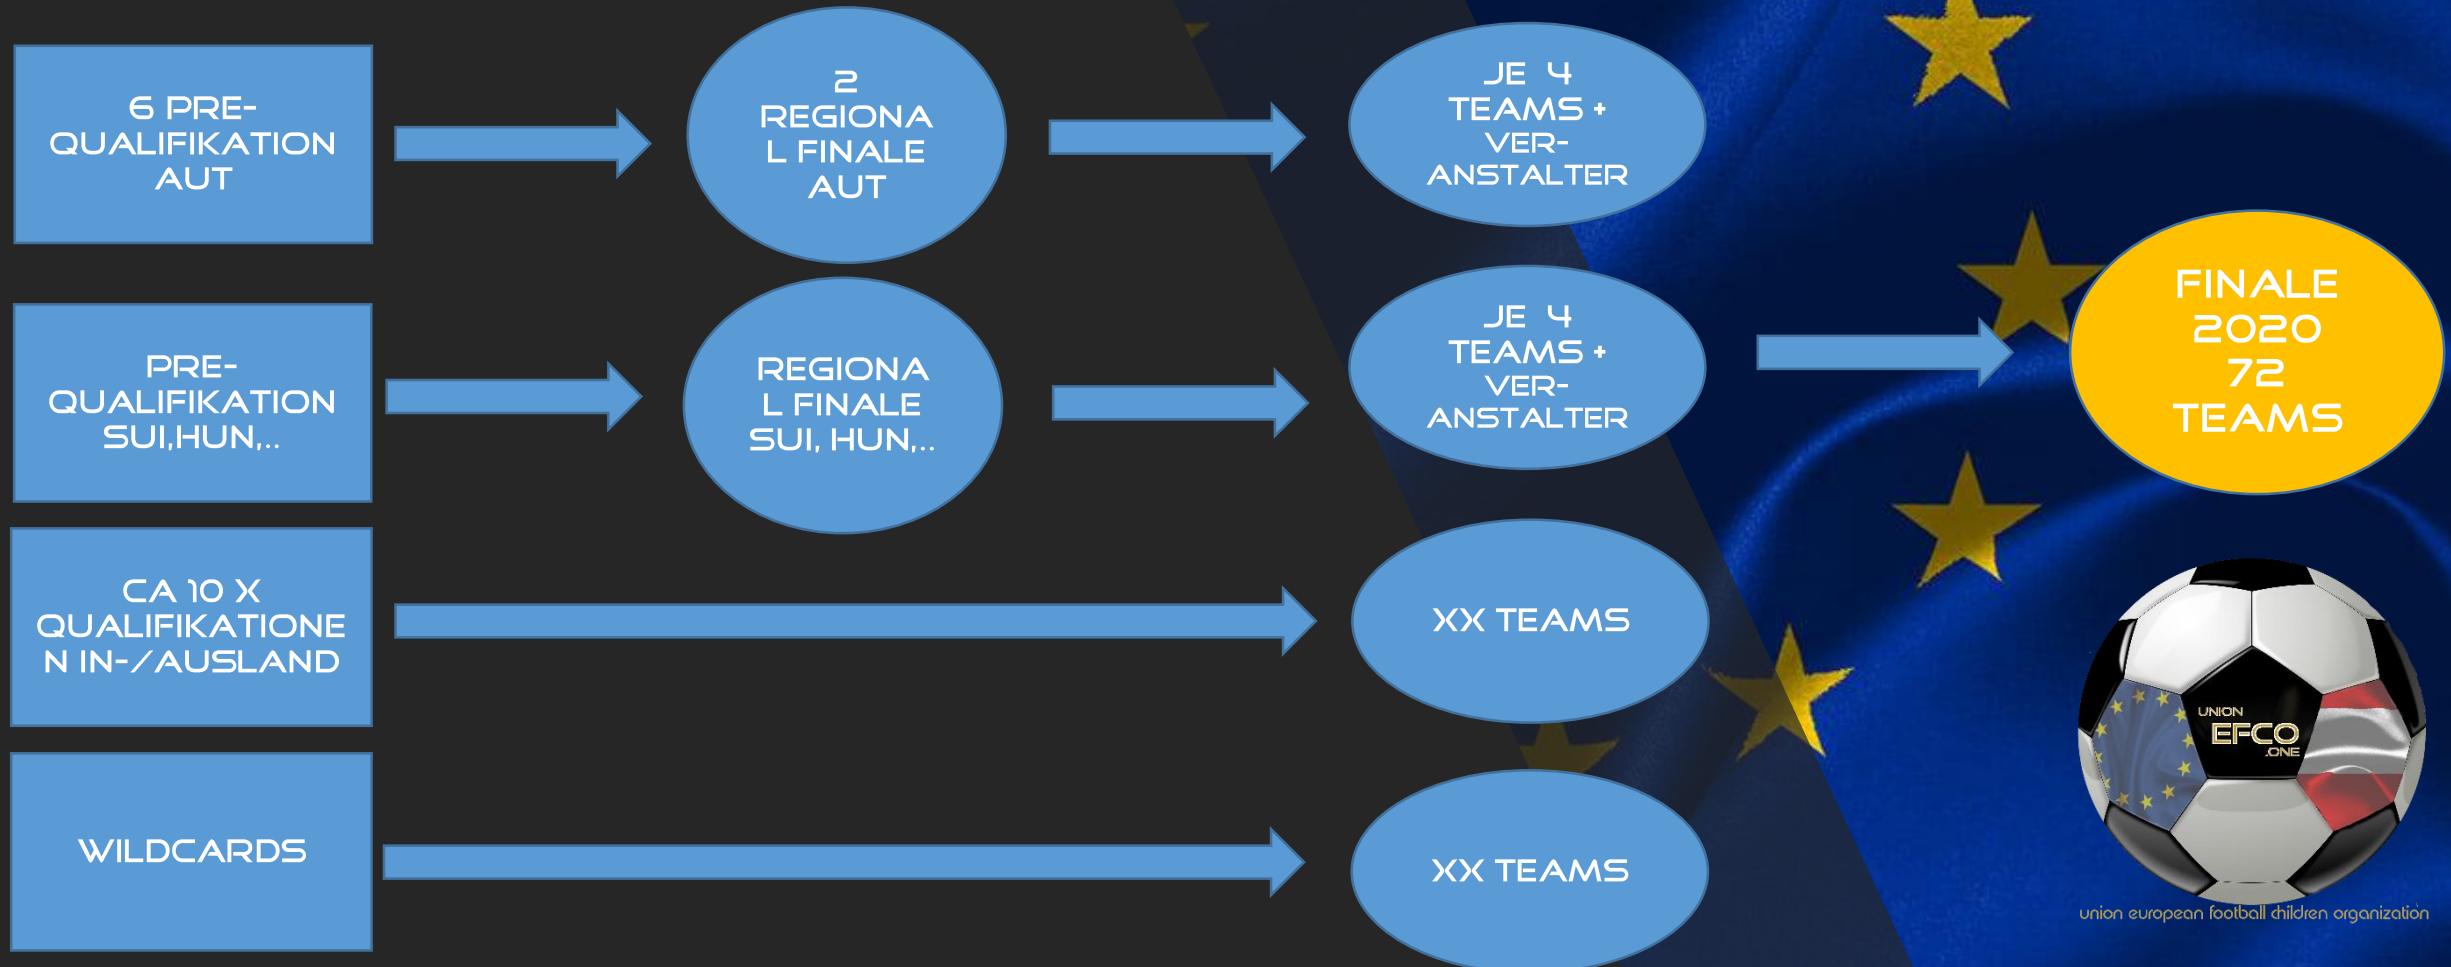 6 PRE-
QUALIFIKATION
AUT
2
REGIONA
L FINALE
AUT
JE 4
TEAMS +
VER-
ANSTALTER
PRE-
QUALIFIKATION
SUI,HUN,..
REGIONA
L FINALE
SUI, HUN,..
JE 4
TEAMS +
VER-
ANSTALTER
FINALE
2020
72
TEAMS
CA 10 X
QUALIFIKATIONE
N IN-/AUSLAND
XX TEAMS
WILDCARDS
XX TEAMS
UNION
EFCO
.ONE
union european football children organization